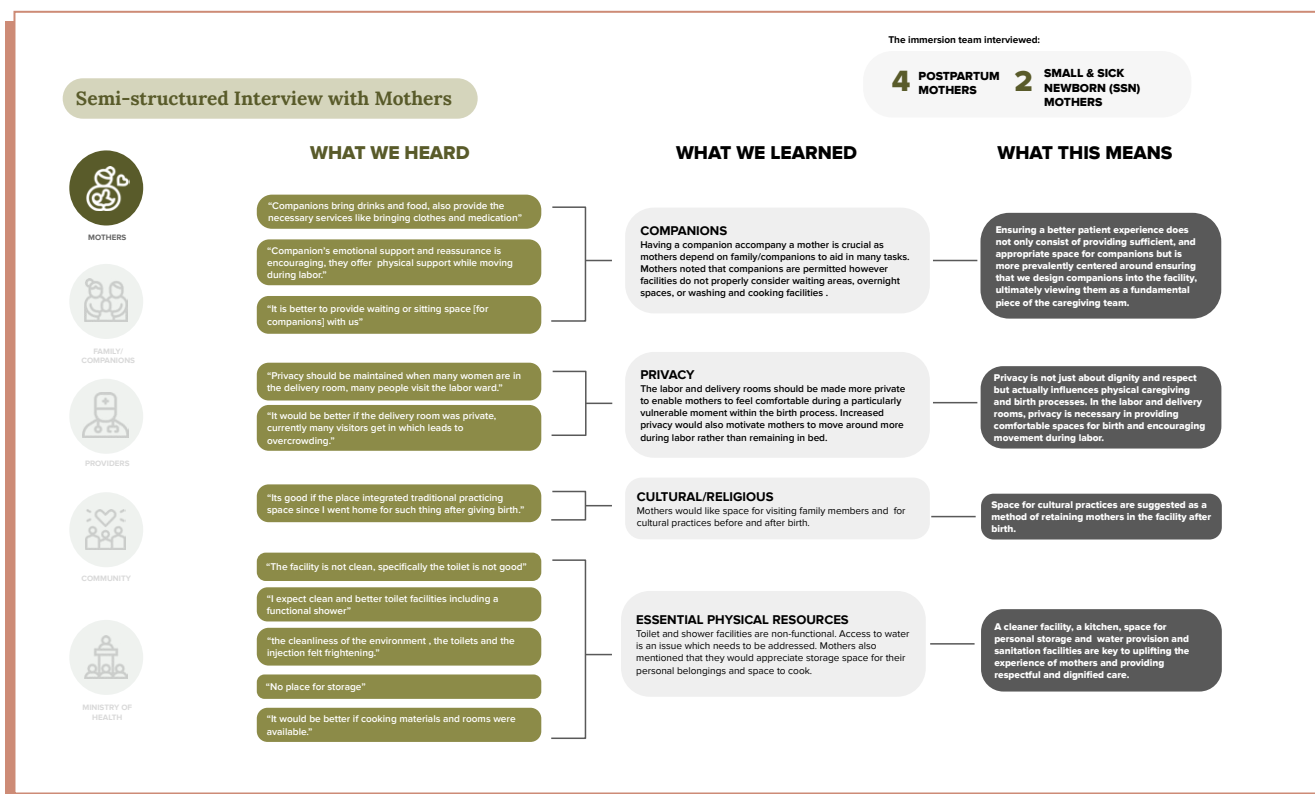 The immersion team interviewed:
4 POSTPARTUM
MOTHERS
2 SMALL & SICK
NEWBORN (SSN)
MOTHERS
Semi-structured Interview with Mothers
WHAT WE HEARD
WHAT WE LEARNED
WHAT THIS MEANS
MOTHERS
FAMILY/
COMPANIONS
PROVIDERS
COMMUNITY
MINISTRY OF
HEALTH
“Companions bring drinks and food, also provide the
necessary services like bringing clothes and medication”
“Companion’s emotional support and reassurance is
encouraging, they offer physical support while moving
during labor.”
“It is better to provide waiting or sitting space [for
companions] with us”
COMPANIONS
Having a companion accompany a mother is crucial as
mothers depend on family/companions to aid in many tasks.
Mothers noted that companions are permitted however
facilities do not properly consider waiting areas, overnight
spaces, or washing and cooking facilities .
Ensuring a better patient experience does
not only consist of providing sufficient, and
appropriate space for companions but is
more prevalently centered around ensuring
that we design companions into the facility,
ultimately viewing them as a fundamental
piece of the caregiving team.
“Privacy should be maintained when many women are in
the delivery room, many people visit the labor ward.”
“It would be better if the delivery room was private,
currently many visitors get in which leads to
overcrowding.”
PRIVACY
The labor and delivery rooms should be made more private
to enable mothers to feel comfortable during a particularly
vulnerable moment within the birth process. Increased
privacy would also motivate mothers to move around more
during labor rather than remaining in bed.
Privacy is not just about dignity and respect
but actually influences physical caregiving
and birth processes. In the labor and delivery
rooms, privacy is necessary in providing
comfortable spaces for birth and encouraging
movement during labor.
“Its good if the place integrated traditional practicing
space since I went home for such thing after giving birth.”
CULTURAL/RELIGIOUS
Mothers would like space for visiting family members and for
cultural practices before and after birth.
Space for cultural practices are suggested as a
method of retaining mothers in the facility after
birth.
“The facility is not clean, specifically the toilet is not good”
“I expect clean and better toilet facilities including a
functional shower”
“the cleanliness of the environment , the toilets and the
injection felt frightening.”
“No place for storage”
“It would be better if cooking materials and rooms were
available.”
ESSENTIAL PHYSICAL RESOURCES
Toilet and shower facilities are non-functional. Access to water
is an issue which needs to be addressed. Mothers also
mentioned that they would appreciate storage space for their
personal belongings and space to cook.
A cleaner facility, a kitchen, space for
personal storage and water provision and
sanitation facilities are key to uplifting the
experience of mothers and providing
respectful and dignified care.